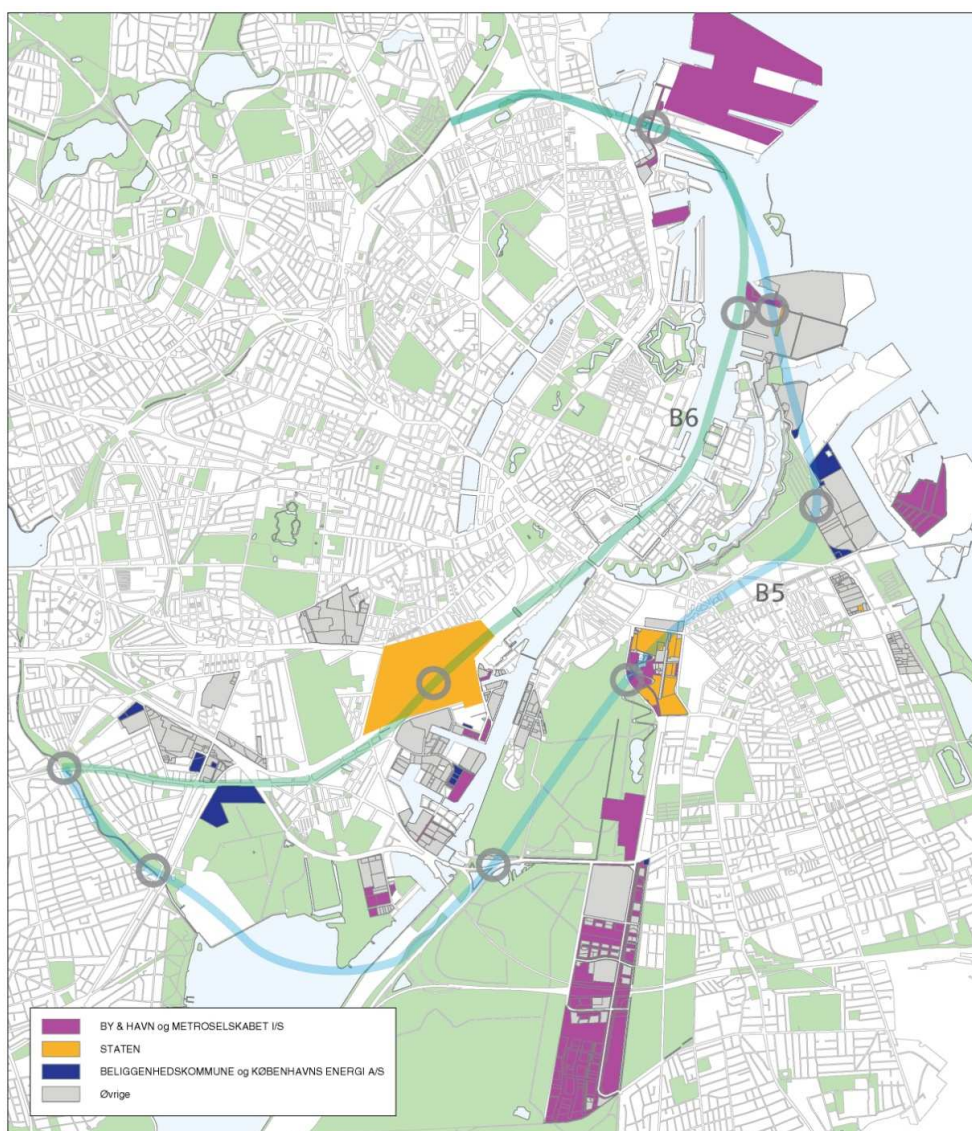 B6
B5
BY & HAVN og METROSELSKABET I/S
STATEN
BELIGGENHEDSKOMMUNE og KØBENHAVNS ENERGI A/S
Øvrige